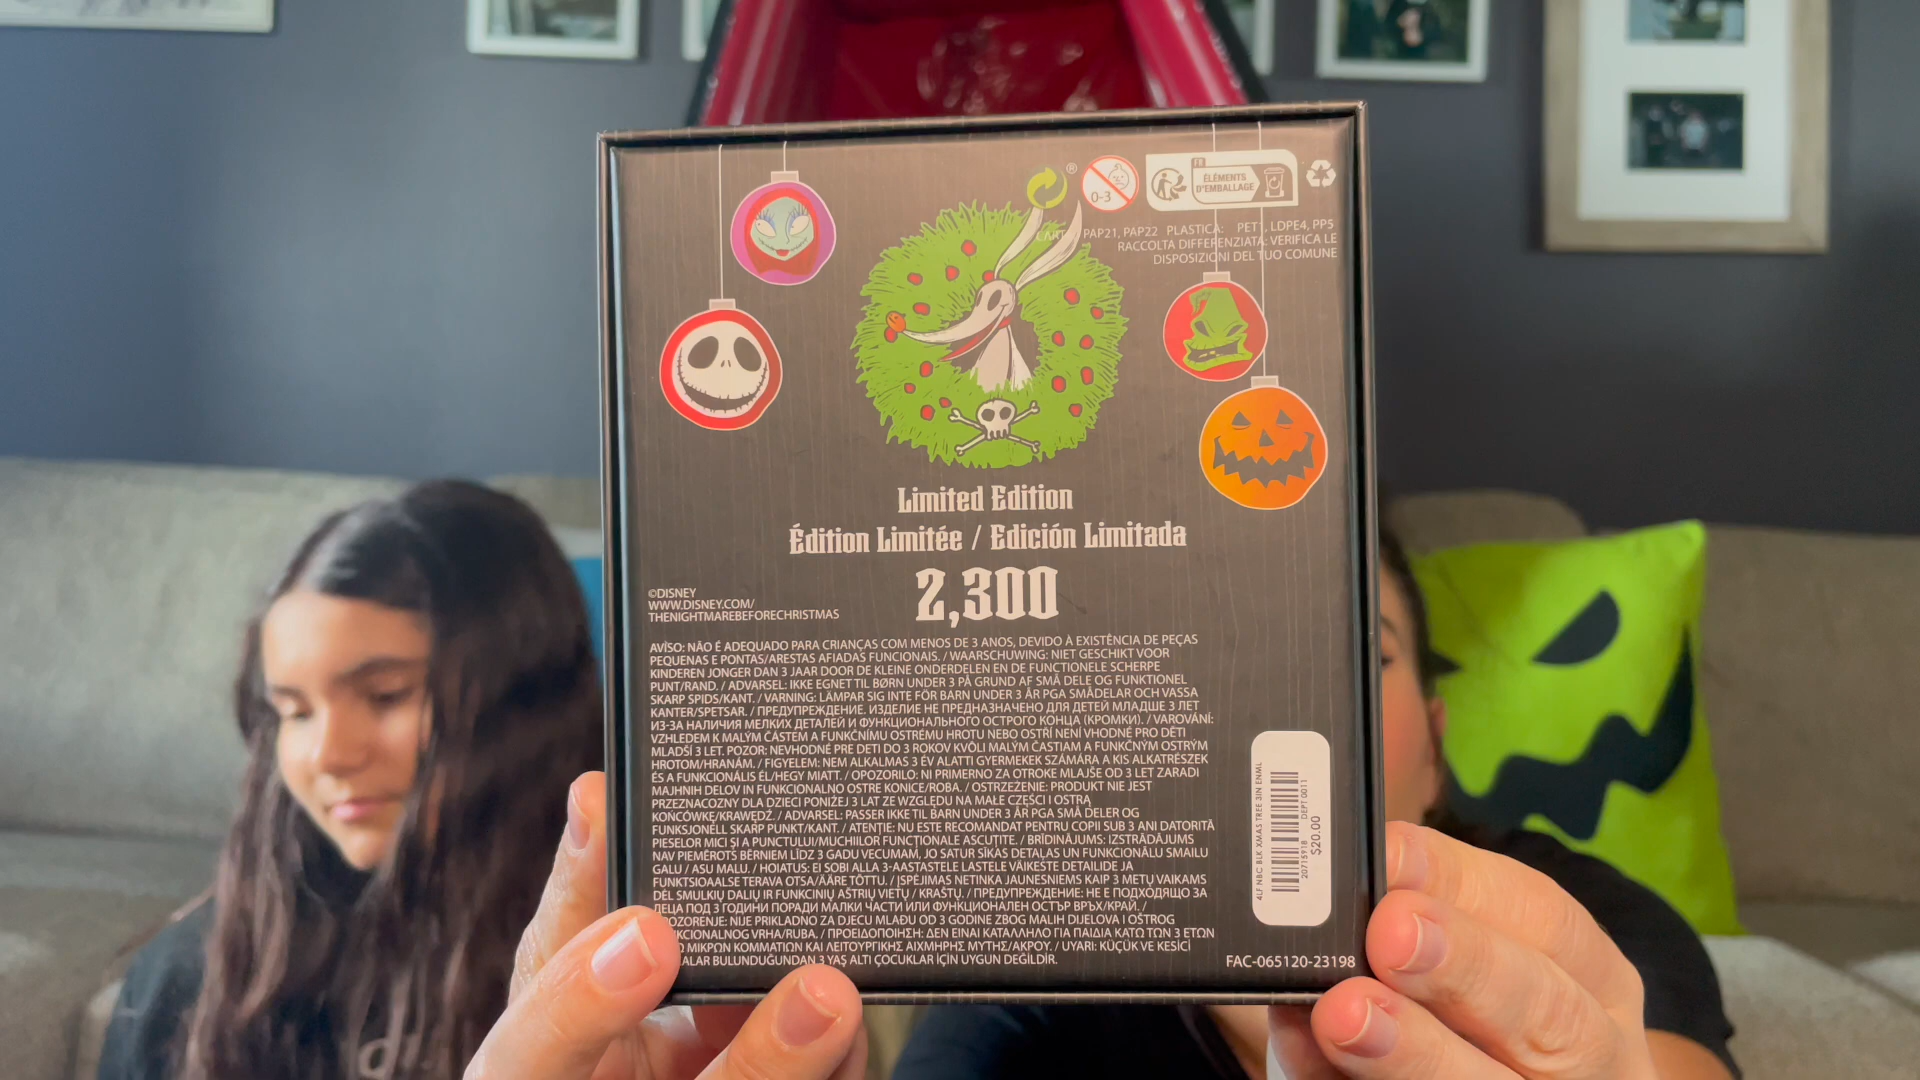 ®
0-3
FR
ÉLÉMENTS
D'EMBALLAGE
PAP21, PAP22 PLASTICA: LDPE4, PP5
RACCOLTA DIFFERENZIATA: VERIFICA LE
DISPOSIZIONI DEL TUO COMUNE
Limited Edition
Édition Limitée / Edición Limitada
2,300
©DISNEY
WWW.DISNEY.COM/
THENIGHTMAREBEFORECHRISTMAS
AVISO: NÃO É ADEQUADO PARA CRIANÇAS COM MENOS DE 3 ANOS, DEVIDO À EXISTÊNCIA DE PEÇAS
PEQUENAS E PONTAS/ARESTAS AFIADAS FUNCIONAIS. / WAARSCHUWING: NIET GESCHIKT VOOR
KINDEREN JONGER DAN 3 JAAR DOOR DE KLEINE ONDERDELEN EN DE FUNCTIONELE SCHERPE
PUNT/RAND. / ADVARSEL: IKKE EGNET TIL BØRN UNDER 3 PÅ GRUND AF SMÅ DELE OG FUNKTIONEL
SKARP SPIDS/KANT. / VARNING: LÄMPAR SIG INTE FÖR BARN UNDER 3 ÅR PGA SMÅDELAR OCH VASSA
KANTER/SPETSAR. / ПРЕДУПРЕЖДЕНИЕ. ИЗДЕЛИЕ НЕ ПРЕДНАЗНАЧЕНО ДЛЯ ДЕТЕЙ МЛАДШЕ 3 ЛЕТ
ИЗ-ЗА НАЛИЧИЯ МЕЛКИХ ДЕТАЛЕЙ И ФУНКЦИОНАЛЬНОГО ОСТРОГО КОНЦА (КРОМКИ). / VAROVÁNÍ:
VZHLEDEM K MALÝM ČÁSTEM A FUNKČNÍMU OSTRÉMU HROTU NEBO OSTŘÍ NENÍ VHODNÉ PRO DĚTI
MLADŠÍ 3 LET. POZOR: NEVHODNÉ PRE DETI DO 3 ROKOV KVÔLI MALÝM ČASTIAM A FUNKČNÝM OSTRÝM
HROTOM/HRANÁM. / FIGYELEM: NEM ALKALMAS 3 ÉV ALATTI GYERMEKEK SZÁMÁRA A KIS ALKATRÉSZEK
ÉS A FUNKCIONÁLIS ÉL/HEGY MIATT. / OPOZORILO: NI PRIMERNO ZA OTROKE MLAJŠE OD 3 LET ZARADI
MAJHNIH DELOV IN FUNKCIONALNO OSTRE KONICE/ROBA. / OSTRZEŻENIE: PRODUKT NIE JEST
PRZEZNACZONY DLA DZIECI PONIŻEJ 3 LAT ZE WZGLĘDU NA MAŁE CZĘŚCI I OSTRĄ
KOŃCÓWKĘ/KRAWĘDŹ. / ADVARSEL: PASSER IKKE TIL BARN UNDER 3 ÅR PGA SMÅ DELER OG
FUNKSJONELL SKARP PUNKT/KANT. / ATENȚIE: NU ESTE RECOMANDAT PENTRU COPII SUB 3 ANI DATORITĂ
PIESELOR MICI ȘI A PUNCTULUI/MUCHIILOR FUNCȚIONALE ASCUȚITE. / BRĪDINĀJUMS: IZSTRĀDĀJUMS
NAV PIEMĒROTS BĒRNIEM LĪDZ 3 GADU VECUMAM, JO SATUR SĪKAS DETAĻAS UN FUNKCIONĀLU SMAILU
GALU / ASU MALU. / HOIATUS: EI SOBI ALLA 3-AASTASTELE LASTELE VÄIKESTE DETAILIDE JA
FUNKTSIOAALSE TERAVA OTSA/ÄÄRE TÕTTU. / ĮSPĖJIMAS NETINKA JAUNESNIEMS KAIP 3 METŲ VAIKAMS
DĖL SMULKIŲ DALIŲ IR FUNKCINIŲ AŠTRIŲ VIETŲ / KRAŠTŲ. / ПРЕДУПРЕЖДЕНИЕ: НЕ Е ПОДХОДЯЩО ЗА
ДЕЦА ПОД 3 ГОДИНИ ПОРАДИ МАЛКИ ЧАСТИ ИЛИ ФУНКЦИОНАЛЕН ОСТЪР ВРЪХ/КРАЙ. /
OZORENJE: NIJE PRIKLADNO ZA DJECU MLAĐU OD 3 GODINE ZBOG MALIH DIJELOVA I OŠTROG
KCIONALNOG VRHA/RUBA. / ΠΡΟΕΙΔΟΠΟΙΗΣΗ: ΔΕΝ ΕΙΝΑΙ ΚΑΤΑΛΛΗΛΟ ΓΙΑ ΠΑΙΔΙΑ ΚΑΤΩ ΤΩΝ 3 ΕΤΩΝ
ΜΙΚΡΩΝ ΚΟΜΜΑΤΙΩΝ ΚΑΙ ΛΕΙΤΟΥΡΓΙΚΗΣ ΑΙΧΜΗΡΗΣ ΜΥΤΗΣ/ΑΚΡΟΥ. / UYARI: KÜÇÜK VE KESİCİ
ALAR BULUNDUĞUNDAN 3 YAŞ ALTI ÇOCUKLAR İÇİN UYGUN DEĞİLDİR.
4LF NBC BLK XMAS TREE 3IN ENML
20715918 DEPT 0011
$20.00
FAC-065120-23198